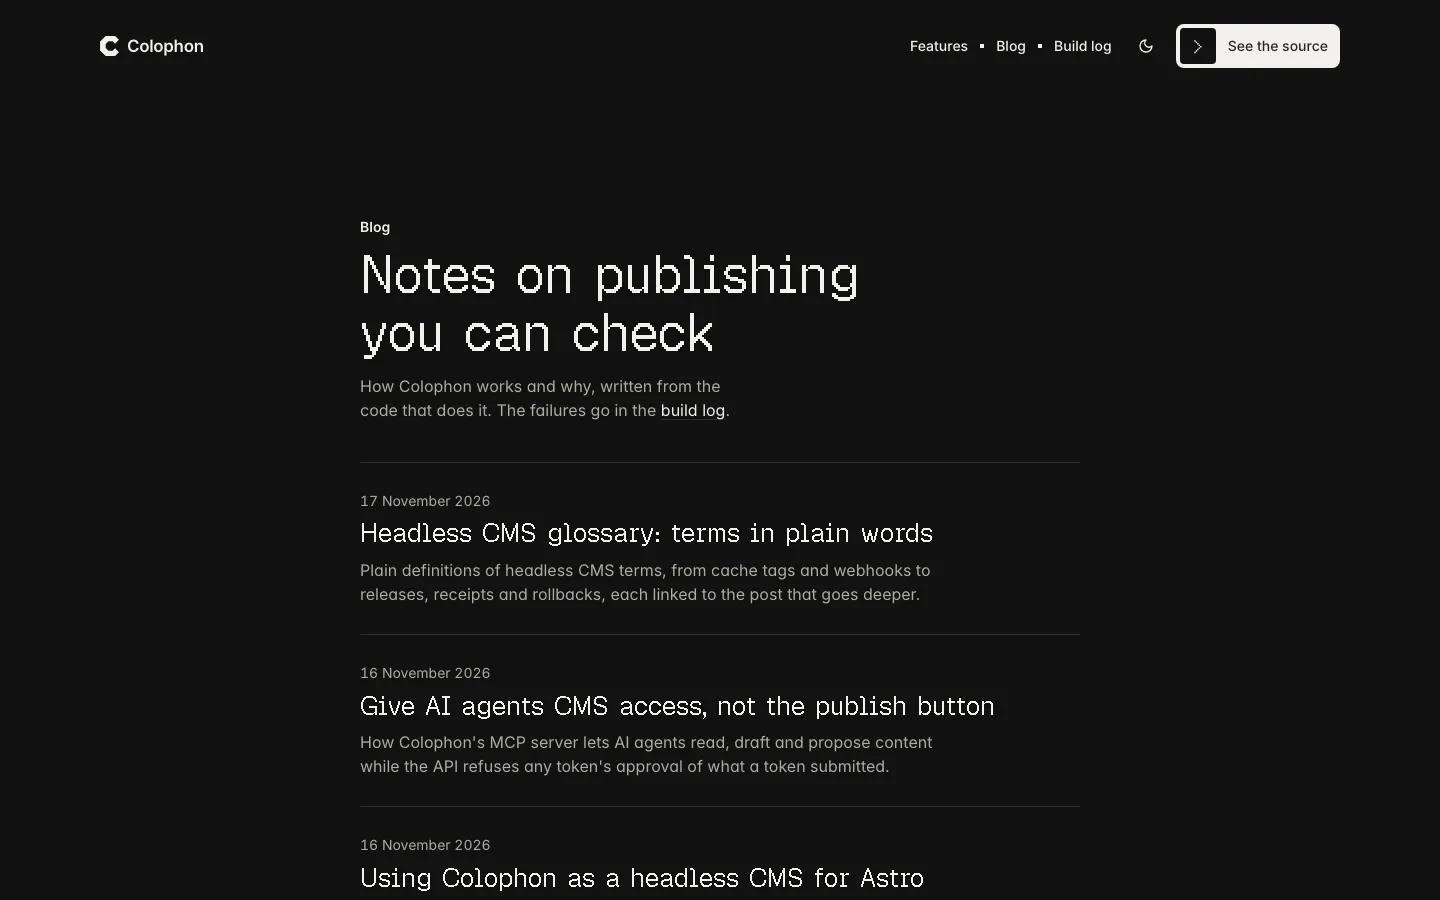 Colophon
Features
Blog
Build log
See the source
Blog
Notes on publishing
you can check
How Colophon works and why, written from the
code that does it. The failures go in the build log.
17 November 2026
Headless CMS glossary: terms in plain words
Plain definitions of headless CMS terms, from cache tags and webhooks to
releases, receipts and rollbacks, each linked to the post that goes deeper.
16 November 2026
Give AI agents CMS access, not the publish button
How Colophon's MCP server lets AI agents read, draft and propose content
while the API refuses any token's approval of what a token submitted.
16 November 2026
Using Colophon as a headless CMS for Astro